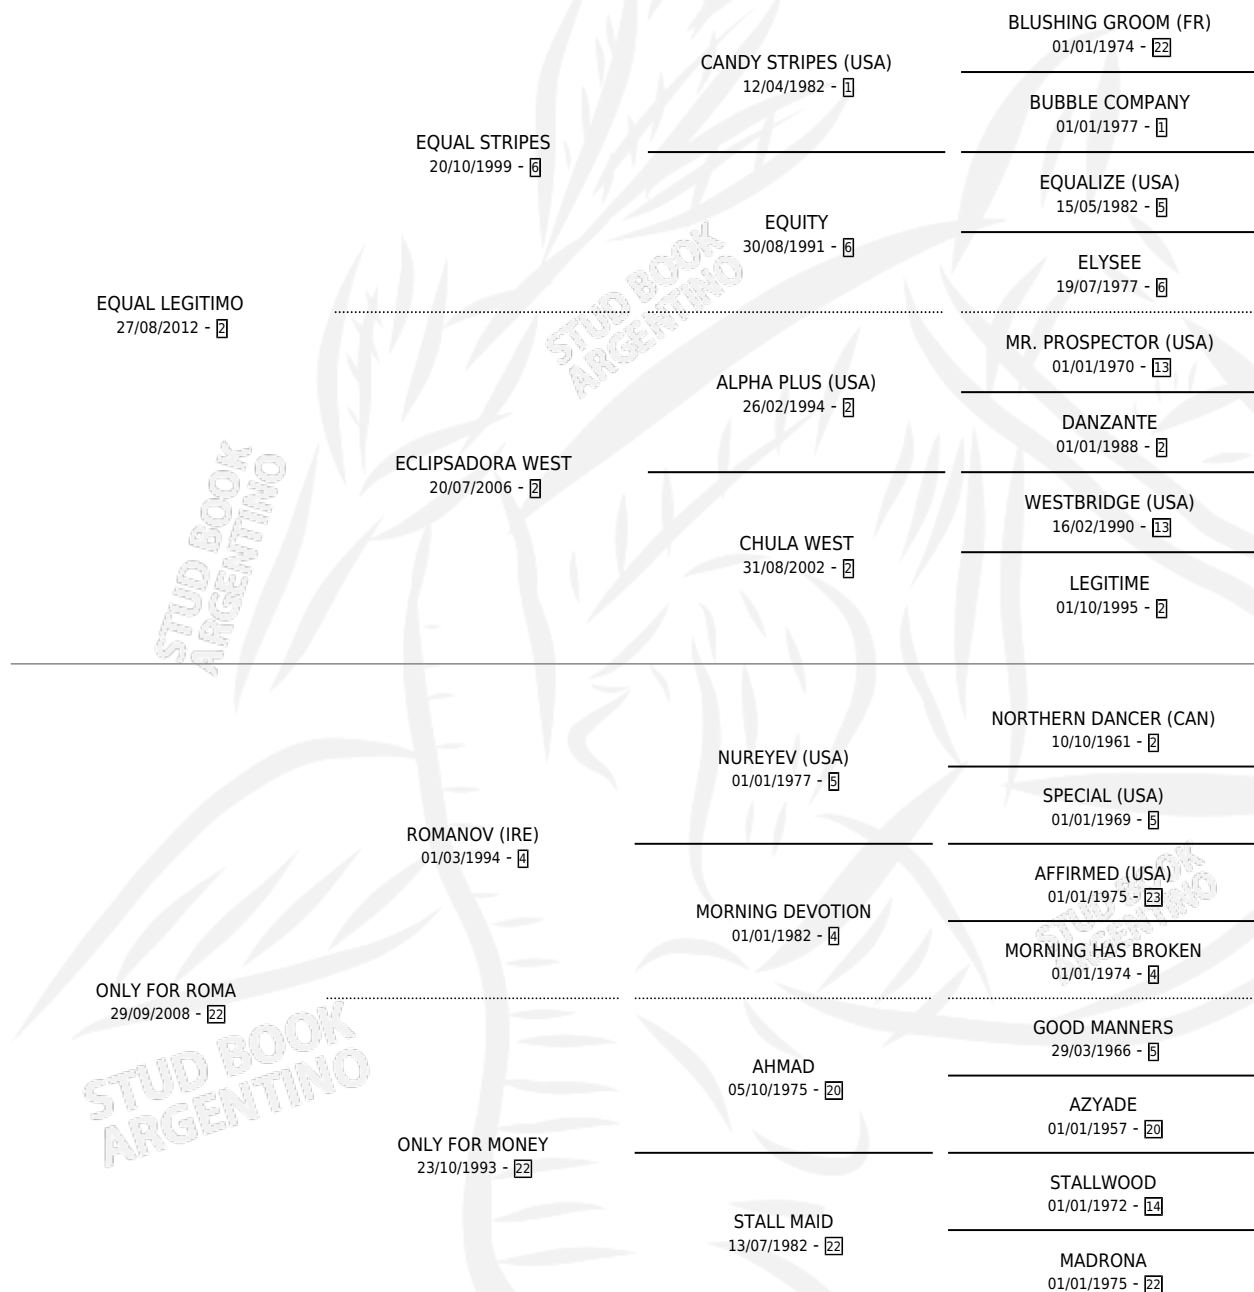 BLUSHING GROOM (FR)
01/01/1974 - 22
CANDY STRIPES (USA)
12/04/1982 - 1
BUBBLE COMPANY
01/01/1977 - 1
EQUAL STRIPES
20/10/1999 - 6
EQUALIZE (USA)
15/05/1982 - 5
EQUITY
30/08/1991 - 6
ELYSEE
19/07/1977 - 6
EQUAL LEGITIMO
27/08/2012 - 2
MR. PROSPECTOR (USA)
01/01/1970 - 13
ALPHA PLUS (USA)
26/02/1994 - 2
DANZANTE
01/01/1988 - 2
ECLIPSADORA WEST
20/07/2006 - 2
WESTBRIDGE (USA)
16/02/1990 - 13
CHULA WEST
31/08/2002 - 2
LEGITIME
01/10/1995 - 2
NORTHERN DANCER (CAN)
10/10/1961 - 2
NUREYEV (USA)
01/01/1977 - 5
SPECIAL (USA)
01/01/1969 - 5
ROMANOV (IRE)
01/03/1994 - 4
AFFIRMED (USA)
01/01/1975 - 23
MORNING DEVOTION
01/01/1982 - 4
MORNING HAS BROKEN
01/01/1974 - 4
ONLY FOR ROMA
29/09/2008 - 22
GOOD MANNERS
29/03/1966 - 5
AHMAD
05/10/1975 - 20
AZYADE
01/01/1957 - 20
ONLY FOR MONEY
23/10/1993 - 22
STALLWOOD
01/01/1972 - 14
STALL MAID
13/07/1982 - 22
MADRONA
01/01/1975 - 22
STUD BOOK
ARGENTINO
STUD BOOK
ARGENTINO
STUD BOOK
ARGENTINO
STUD BOOK
ARGENTINO